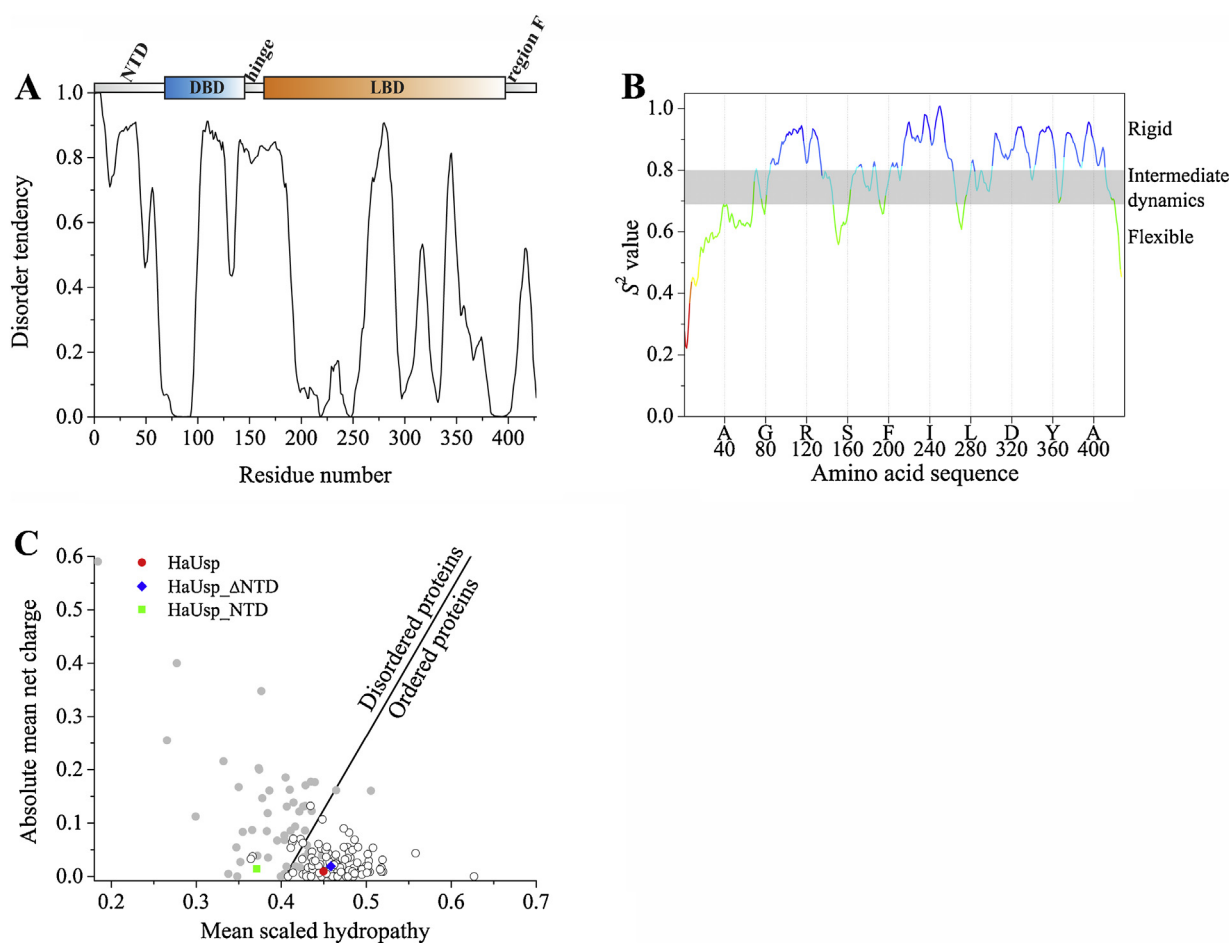 A
NTD
DBD
hinge
LBD
region F
Disorder tendency
1.0
0.8
0.6
0.4
0.2
0.0
0 50 100 150 200 250 300 350 400
Residue number
B
S² value
1.0
0.8
0.6
0.4
0.2
0.0
Rigid
Intermediate
dynamics
Flexible
A G R S F I L D Y A
40 80 120 160 200 240 280 320 360 400
Amino acid sequence
C
Absolute mean net charge
0.6
0.5
0.4
0.3
0.2
0.1
0.0
HaUsp
HaUsp_ΔNTD
HaUsp_NTD
Disordered proteins
Ordered proteins
0.2 0.3 0.4 0.5 0.6 0.7
Mean scaled hydropathy